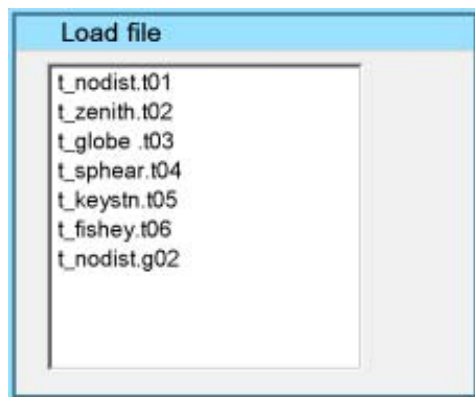 Load file
t_nodist.t01
t_zenith.t02
t_globe .t03
t_sphear.t04
t_keystn.t05
t_fishey.t06
t_nodist.g02